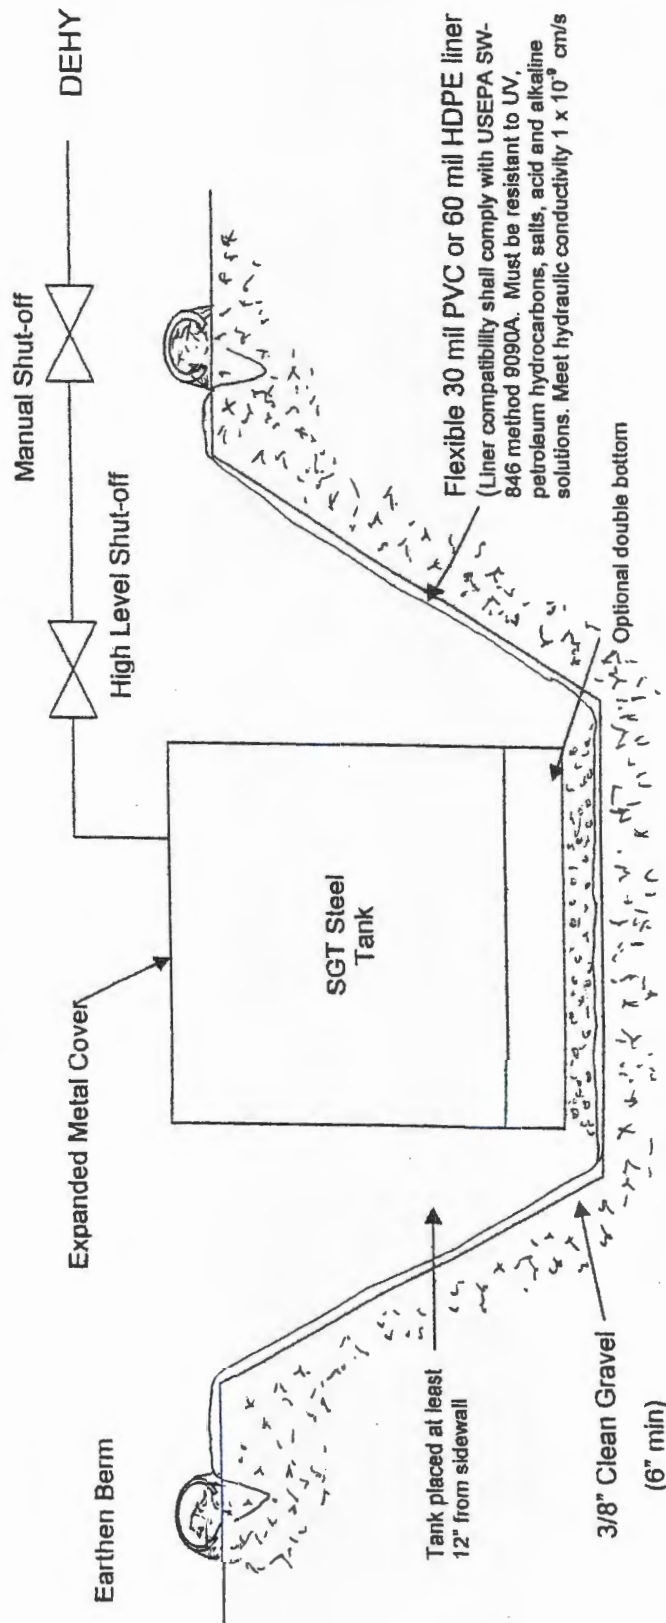 Manual Shut-off
DEHY
High Level Shut-off
Expanded Metal Cover
Earthen Berm
SGT Steel
Tank
Flexible 30 mil PVC or 60 mil HDPE liner
(Liner compatibility shall comply with USEPA SW-
846 method 9090A. Must be resistant to UV,
petroleum hydrocarbons, salts, acid and alkaline
solutions. Meet hydraulic conductivity 1 x 10⁻⁹ cm/s
Optional double bottom
Tank placed at least
12" from sidewall
3/8" Clean Gravel
(6" min)